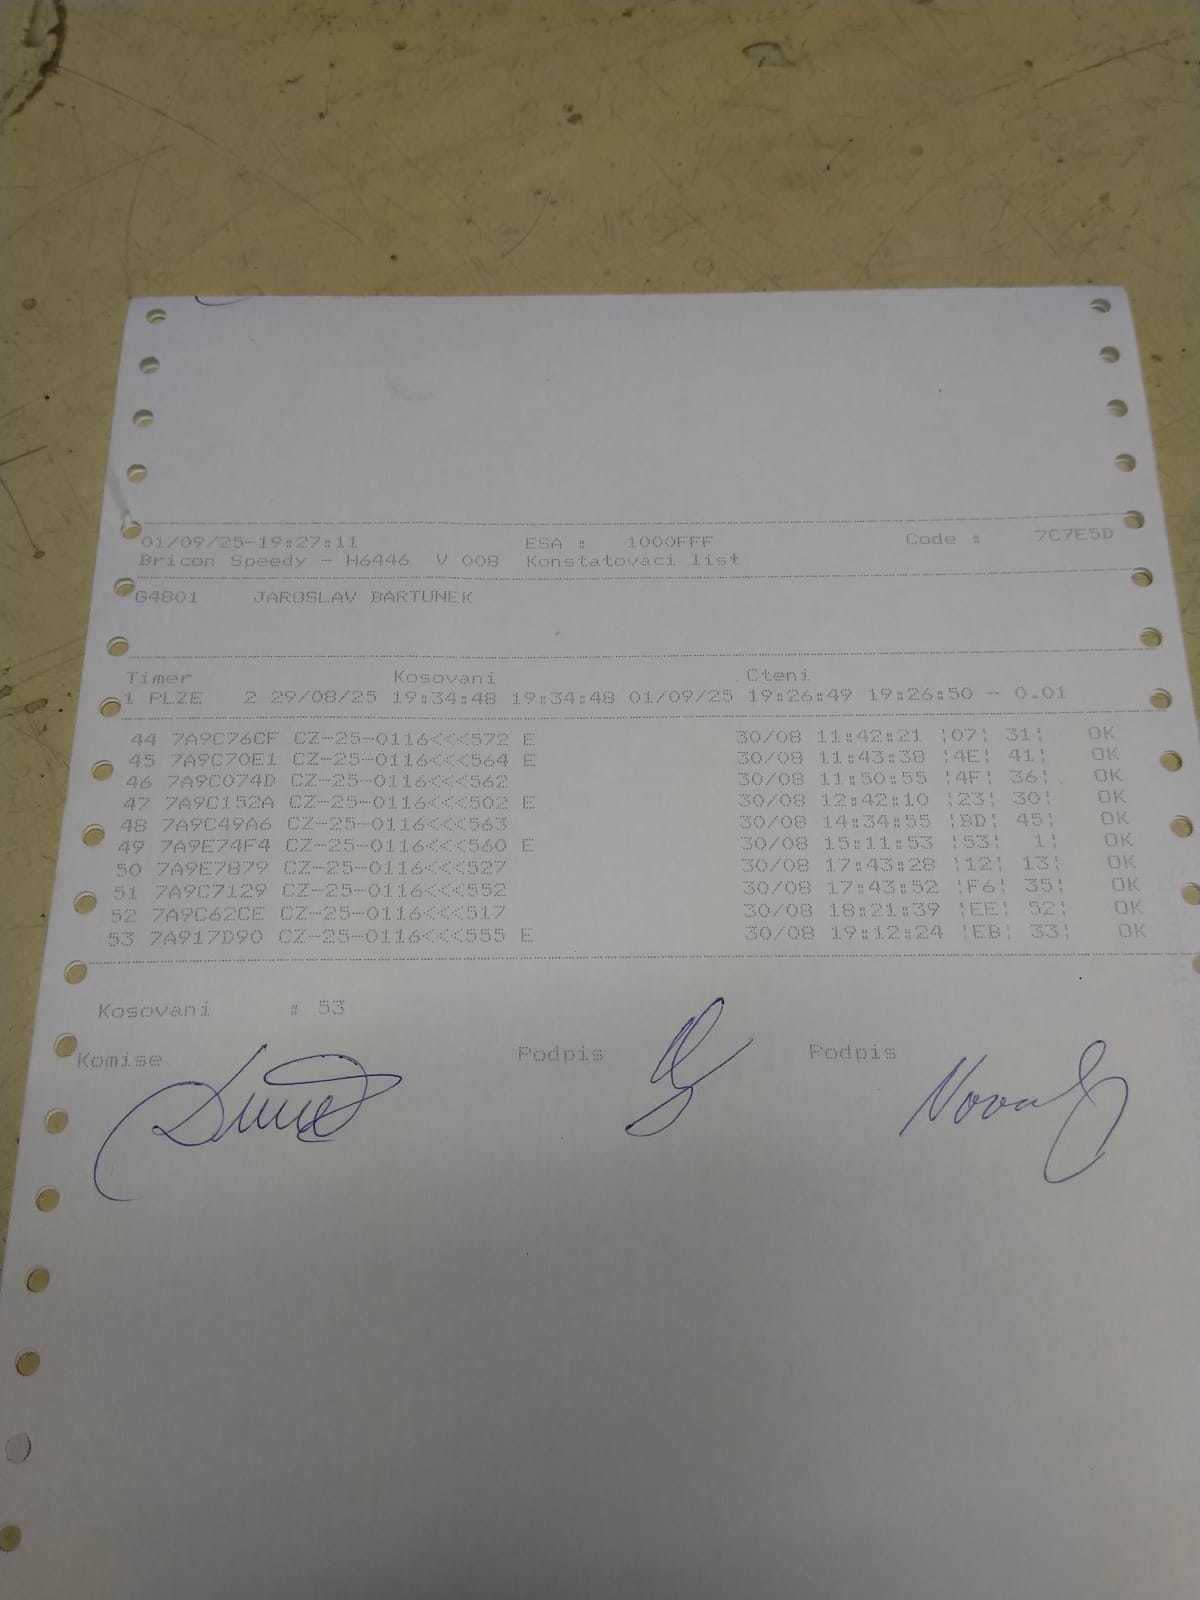 01/09/25-19:27:11 ESA : 1000FFF Code : 7C7E5D
Bricon Speedy - H6446 V 008 Konstatovaci list
G4801 JAROSLAV BARTUNEK
Timer Kosovani Cteni
1 PLZE 2 29/08/25 19:34:48 19:34:48 01/09/25 19:26:49 19:26:50 - 0.01
44 7A9C76CF CZ-25-0116<<<572 E 30/08 11:42:21 ¦07¦ 31¦ OK
45 7A9C70E1 CZ-25-0116<<<564 E 30/08 11:43:38 ¦4E¦ 41¦ OK
46 7A9C074D CZ-25-0116<<<562 30/08 11:50:55 ¦4F¦ 36¦ OK
47 7A9C152A CZ-25-0116<<<502 E 30/08 12:42:10 ¦23¦ 30¦ OK
48 7A9C49A6 CZ-25-0116<<<563 30/08 14:34:55 ¦BD¦ 45¦ OK
49 7A9E74F4 CZ-25-0116<<<560 E 30/08 15:11:53 ¦53¦ 1¦ OK
50 7A9E7879 CZ-25-0116<<<527 30/08 17:43:28 ¦12¦ 13¦ OK
51 7A9C7129 CZ-25-0116<<<552 30/08 17:43:52 ¦F6¦ 35¦ OK
52 7A9C62CE CZ-25-0116<<<517 30/08 18:21:39 ¦EE¦ 52¦ OK
53 7A917D90 CZ-25-0116<<<555 E 30/08 19:12:24 ¦EB¦ 33¦ OK
Kosovani : 53
Komise Podpis Podpis